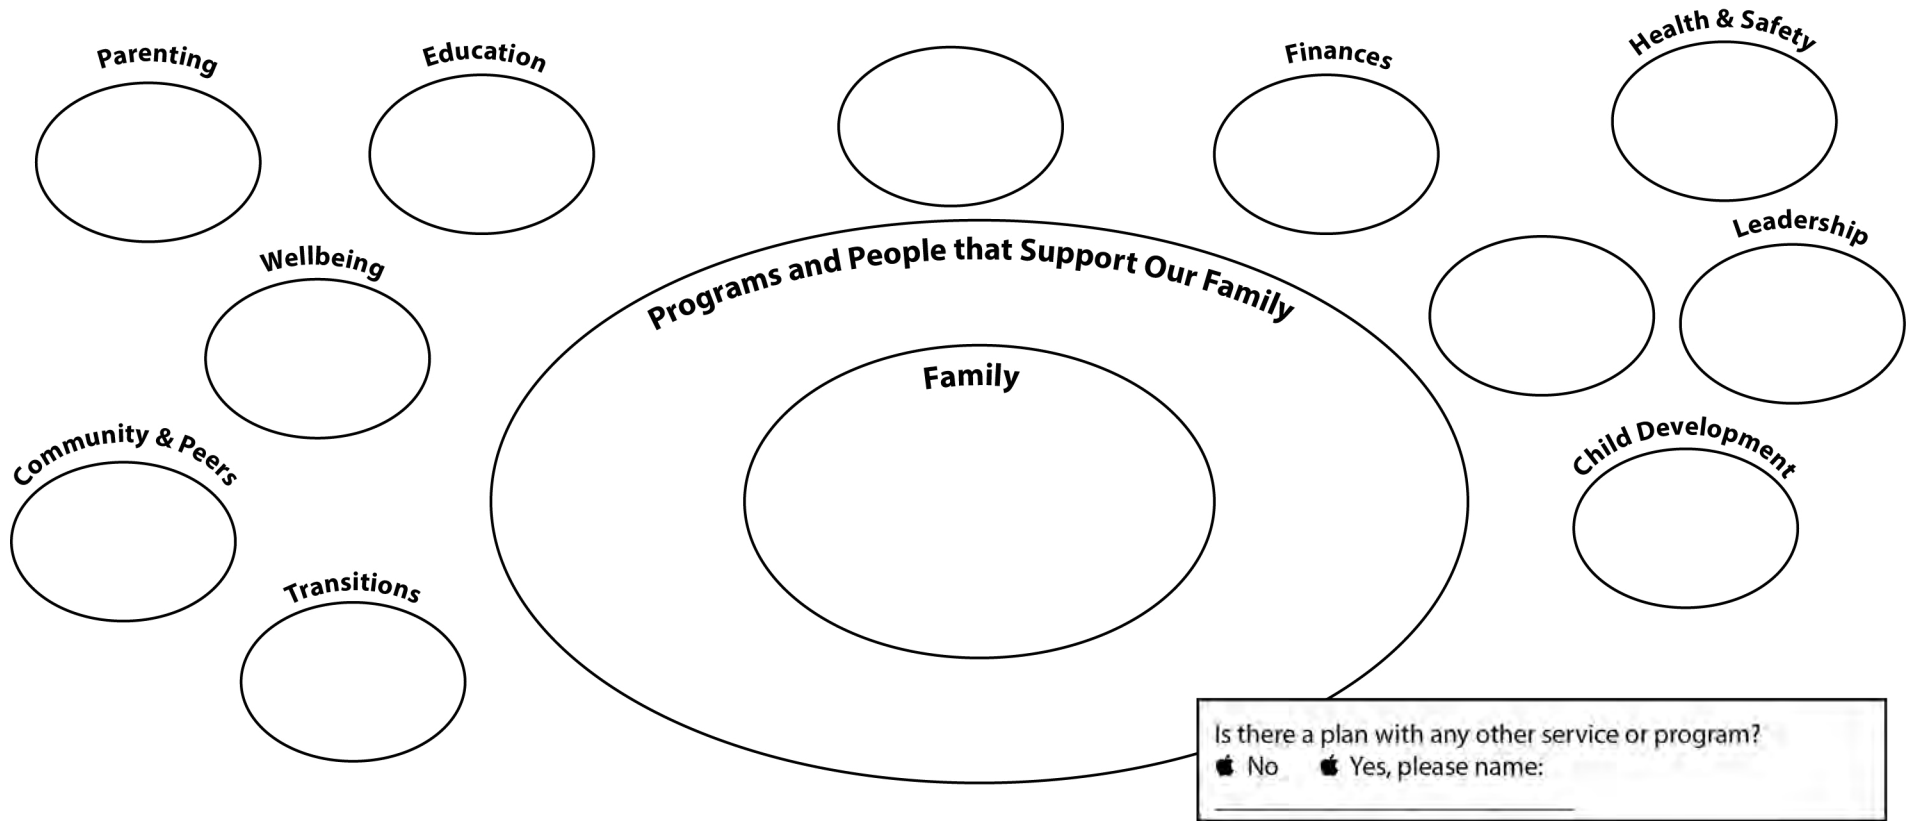 Parenting
Education
Finances
Health & Safety
Wellbeing
Programs and People that Support Our Family
Leadership
Family
Community & Peers
Child Development
Transitions
Is there a plan with any other service or program?
No Yes, please name: